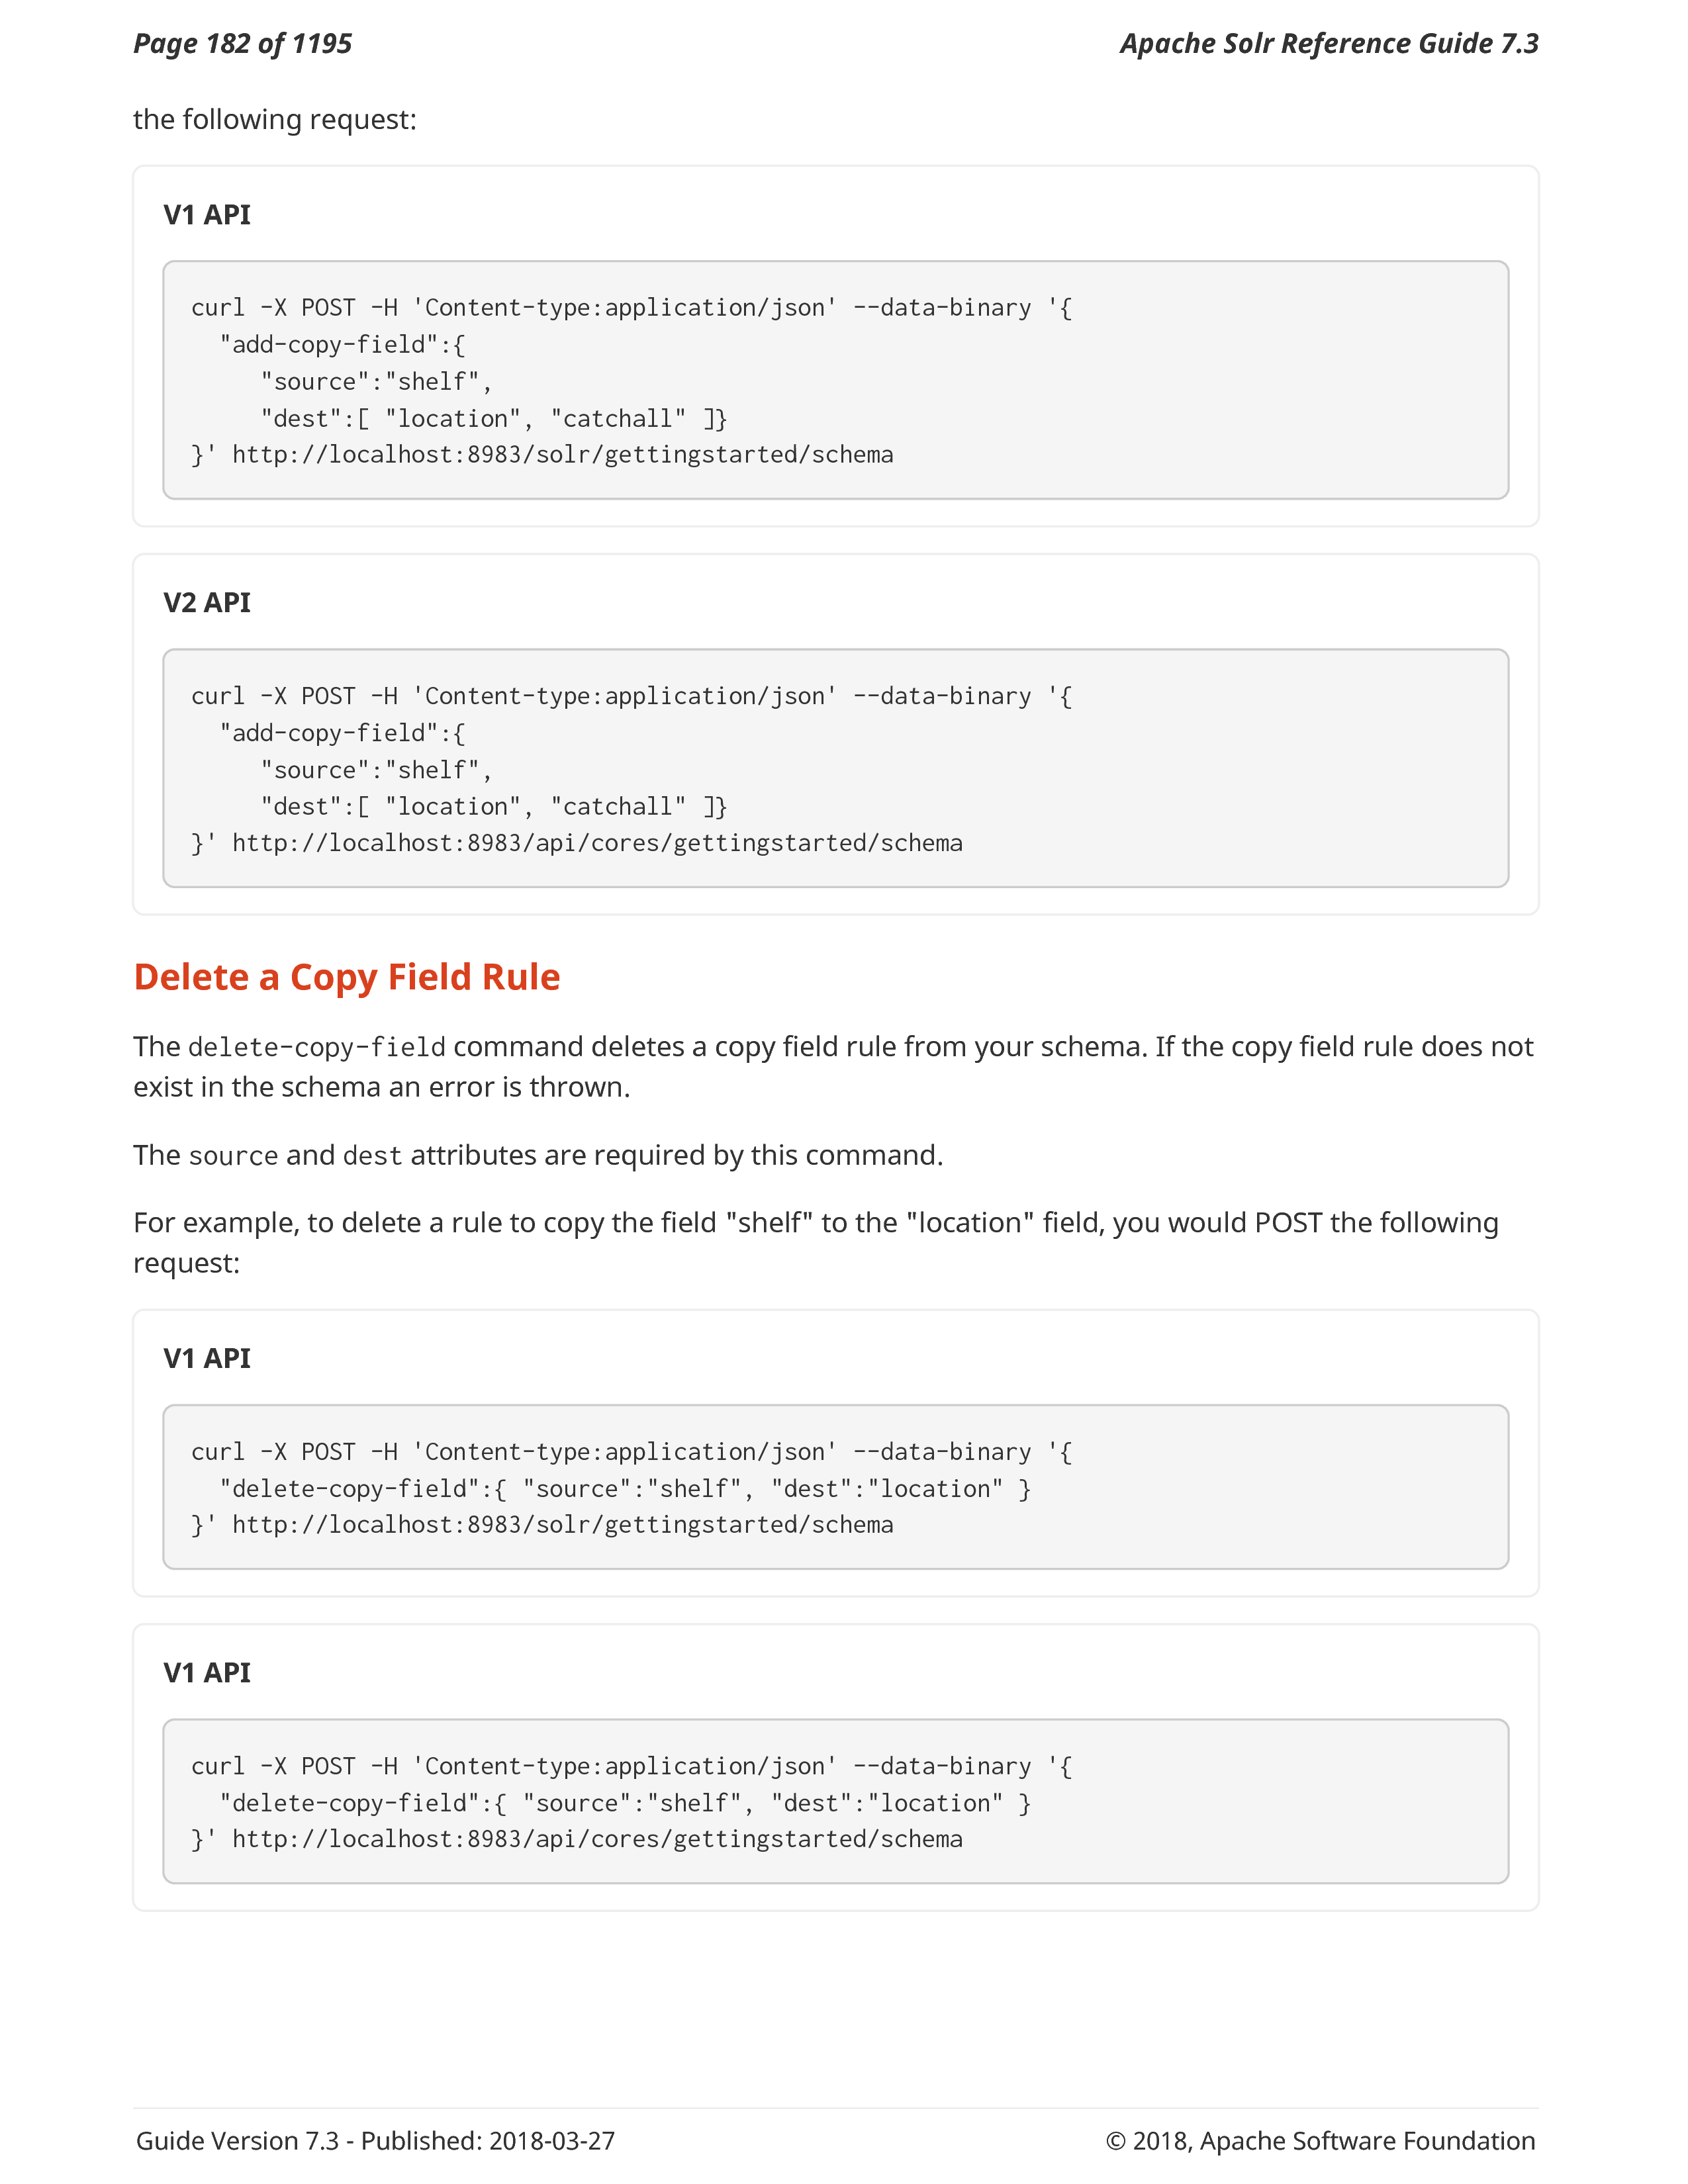 Page 182 of 1195
Apache Solr Reference Guide 7.3
the following request:
V1 API
curl -X POST -H 'Content-type:application/json' --data-binary '{
  "add-copy-field":{
     "source":"shelf",
     "dest":[ "location", "catchall" ]}
}' http://localhost:8983/solr/gettingstarted/schema
V2 API
curl -X POST -H 'Content-type:application/json' --data-binary '{
  "add-copy-field":{
     "source":"shelf",
     "dest":[ "location", "catchall" ]}
}' http://localhost:8983/api/cores/gettingstarted/schema
Delete a Copy Field Rule
The delete-copy-field command deletes a copy field rule from your schema. If the copy field rule does not
exist in the schema an error is thrown.
The source and dest attributes are required by this command.
For example, to delete a rule to copy the field "shelf" to the "location" field, you would POST the following
request:
V1 API
curl -X POST -H 'Content-type:application/json' --data-binary '{
  "delete-copy-field":{ "source":"shelf", "dest":"location" }
}' http://localhost:8983/solr/gettingstarted/schema
V1 API
curl -X POST -H 'Content-type:application/json' --data-binary '{
  "delete-copy-field":{ "source":"shelf", "dest":"location" }
}' http://localhost:8983/api/cores/gettingstarted/schema
Guide Version 7.3 - Published: 2018-03-27
© 2018, Apache Software Foundation